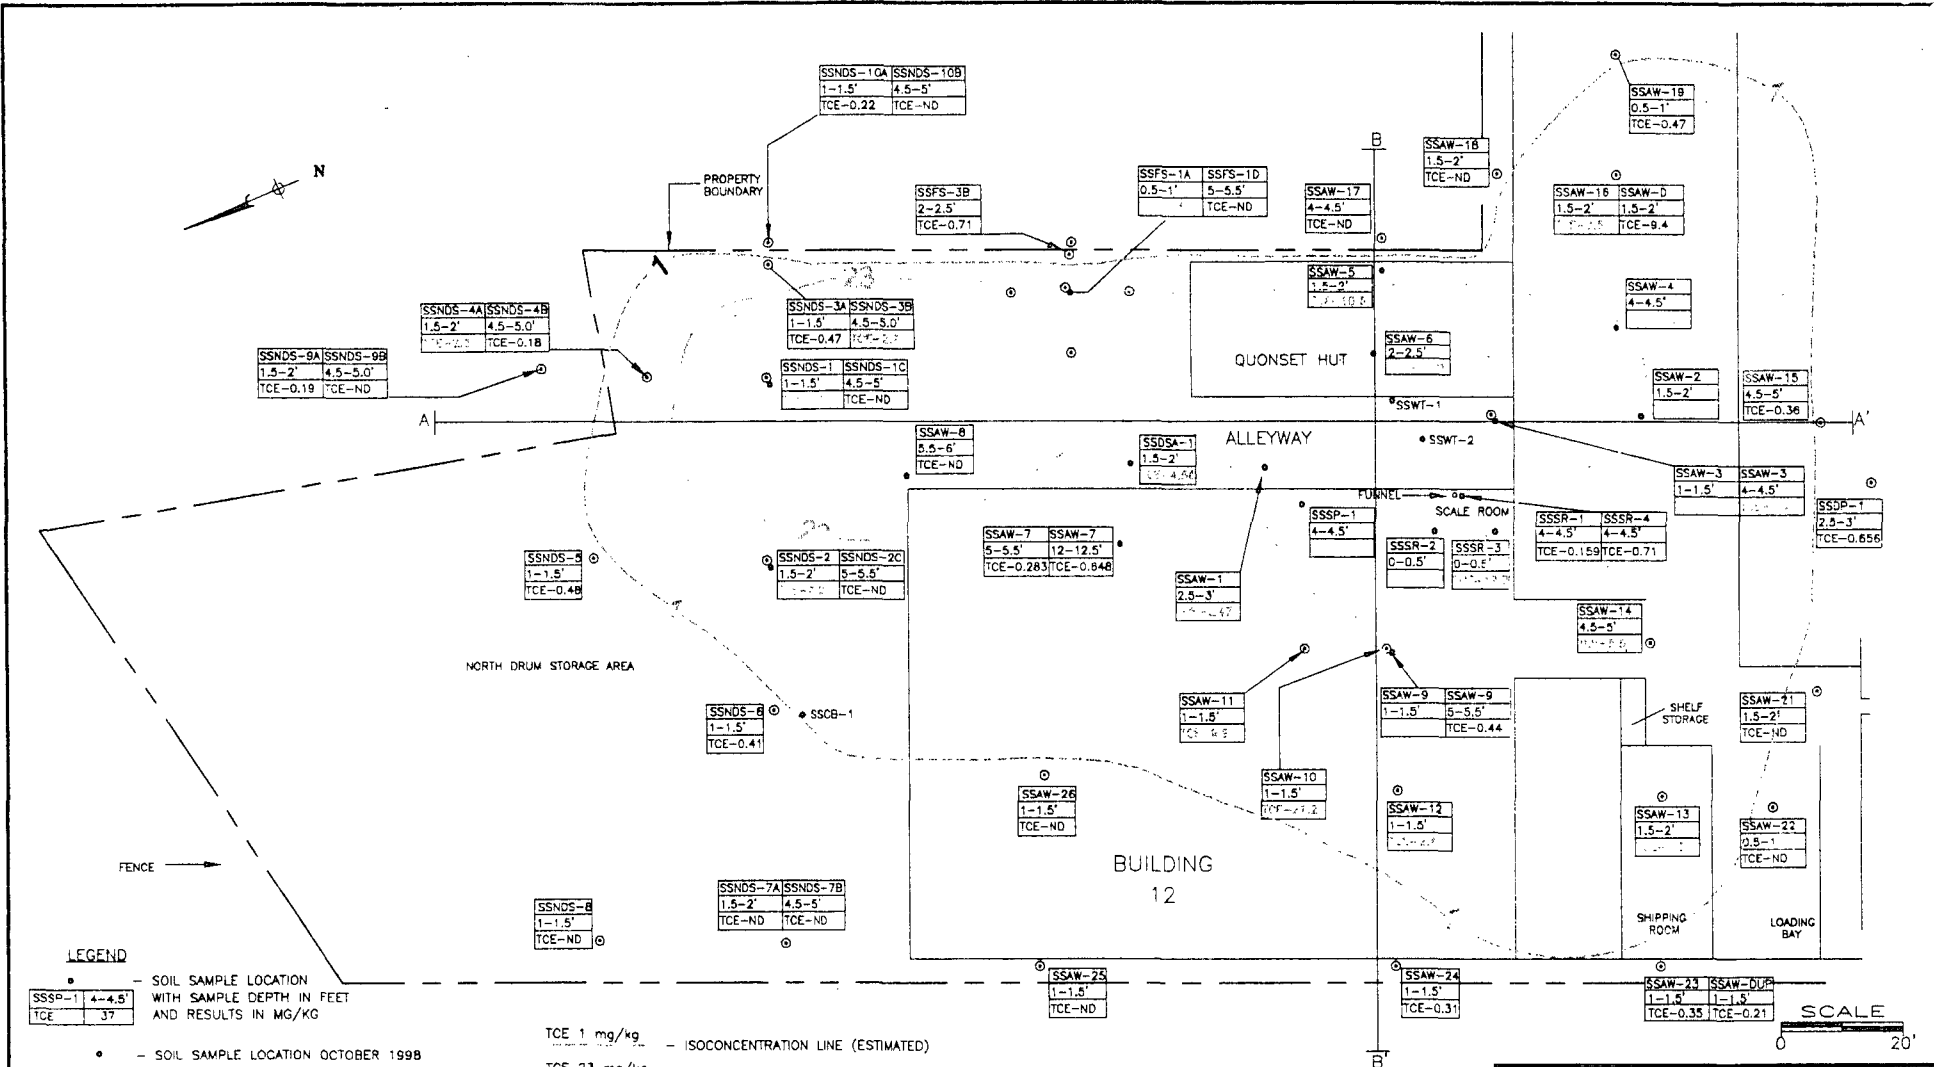 SSNDS-10A SSNDS-10B
1-1.5' 4.5-5'
TCE-0.22 TCE-ND
N
PROPERTY
BOUNDARY
SSFS-3B
2-2.5'
TCE-0.71
SSFS-1A SSFS-1D
0.5-1' 5-5.5'
TCE-ND
SSAW-17
4-4.5'
TCE-ND
B
SSAW-18
1.5-2'
TCE-ND
SSAW-19
0.5-1'
TCE-0.47
SSAW-16 SSAW-D
1.5-2' 1.5-2'
TCE-9.4
SSAW-5
1.5-2'
SSAW-4
4-4.5'
23
1
SSNDS-4A SSNDS-4B
1.5-2' 4.5-5.0'
TCE-0.18
SSNDS-3A SSNDS-3B
1-1.5' 4.5-5.0'
TCE-0.47
SSNDS-9A SSNDS-9B
1.5-2' 4.5-5.0'
TCE-0.19 TCE-ND
SSNDS-1 SSNDS-1C
1-1.5' 4.5-5'
TCE-ND
QUONSET HUT
SSAW-6
2-2.5'
SSWT-1
SSAW-2
1.5-2'
SSAW-15
4.5-5'
TCE-0.36
A
A'
SSAW-8
5.5-6'
TCE-ND
SSDSA-1
1.5-2'
ALLEYWAY
SSWT-2
SSAW-3 SSAW-3
1-1.5' 4-4.5'
FUNNEL
SCALE ROOM
SSDP-1
2.5-3'
TCE-0.656
SSSP-1
4-4.5'
SSSR-1 SSSR-4
4-4.5' 4-4.5'
TCE-0.159 TCE-0.71
SSSR-2
0-0.5'
SSSR-3
0-0.5'
SSAW-7 SSAW-7
5-5.5' 12-12.5'
TCE-0.283 TCE-0.848
SSNDS-5
1-1.5'
TCE-0.48
SSNDS-2 SSNDS-2C
1.5-2' 5-5.5'
TCE-ND
SSAW-1
2.5-3'
SSAW-14
4.5-5'
NORTH DRUM STORAGE AREA
SSNDS-6
1-1.5'
TCE-0.41
SSCB-1
SSAW-11
1-1.5'
SSAW-9 SSAW-9
1-1.5' 5-5.5'
TCE-0.44
SHELF
STORAGE
SSAW-21
1.5-2'
TCE-ND
SSAW-26
1-1.5'
TCE-ND
SSAW-10
1-1.5'
SSAW-12
1-1.5'
SSAW-13
1.5-2'
SSAW-22
0.5-1
TCE-ND
FENCE
BUILDING
12
SSNDS-8
1-1.5'
TCE-ND
SSNDS-7A SSNDS-7B
1.5-2' 4.5-5'
TCE-ND TCE-ND
SHIPPING
ROOM
LOADING
BAY
SSAW-25
1-1.5'
TCE-ND
SSAW-24
1-1.5'
TCE-0.31
SSAW-23 SSAW-DUP
1-1.5' 1-1.5'
TCE-0.35 TCE-0.21
LEGEND
- SOIL SAMPLE LOCATION
WITH SAMPLE DEPTH IN FEET
AND RESULTS IN MG/KG
SSSP-1 4-4.5'
TCE 37
- SOIL SAMPLE LOCATION OCTOBER 1998
TCE 1 mg/kg - ISOCONCENTRATION LINE (ESTIMATED)
TCE 23 mg/kg
B'
SCALE
0 20'